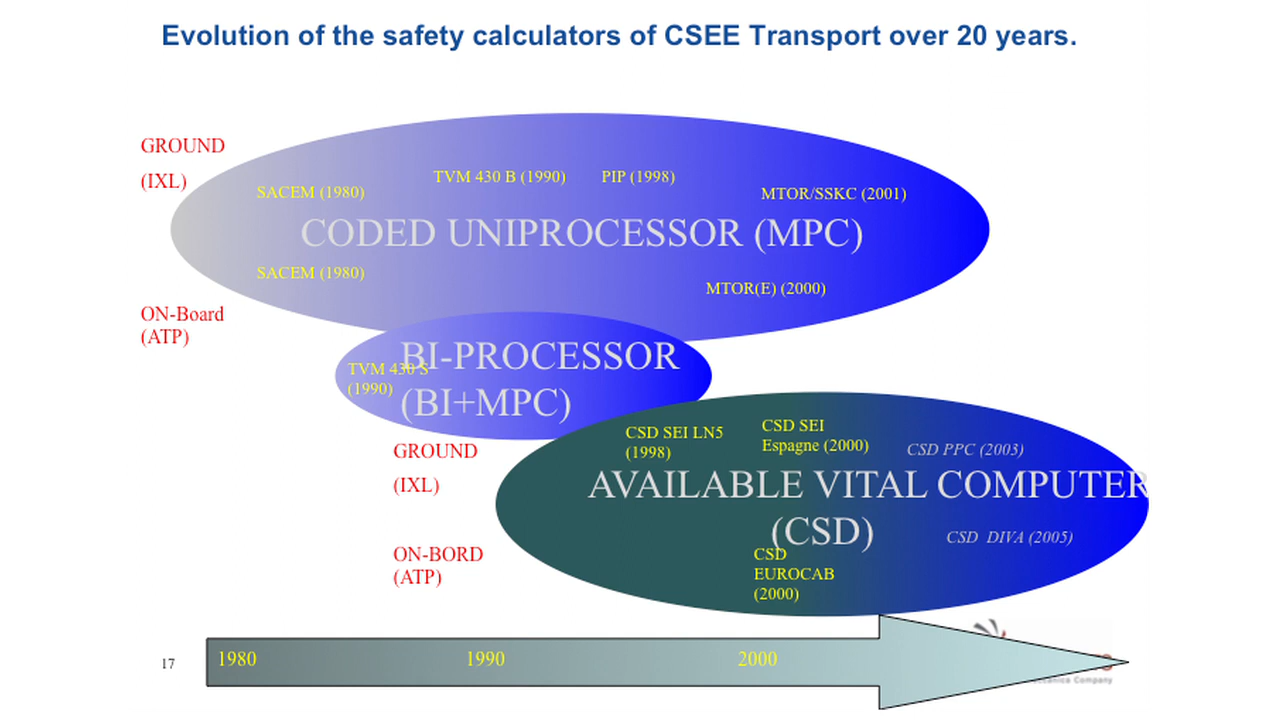 Evolution of the safety calculators of CSEE Transport over 20 years.
GROUND
(IXL)
SACEM (1980)
TVM 430 B (1990)
PIP (1998)
MTOR/SSKC (2001)
CODED UNIPROCESSOR (MPC)
SACEM (1980)
MTOR(E) (2000)
ON-Board
(ATP)
BI-PROCESSOR
(BI+MPC)
TVM 430 S
(1990)
GROUND
(IXL)
CSD SEI LN5
(1998)
CSD SEI
Espagne (2000)
CSD PPC (2003)
AVAILABLE VITAL COMPUTER
(CSD)
CSD DIVA (2005)
ON-BORD
(ATP)
CSD
EUROCAB
(2000)
1980
1990
2000
17
Company